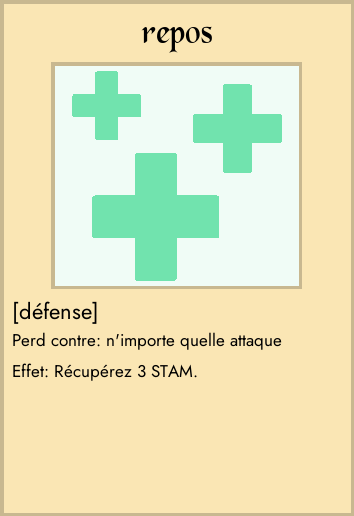 repos
[défense]
Perd contre: n'importe quelle attaque
Effet: Récupérez 3 STAM.